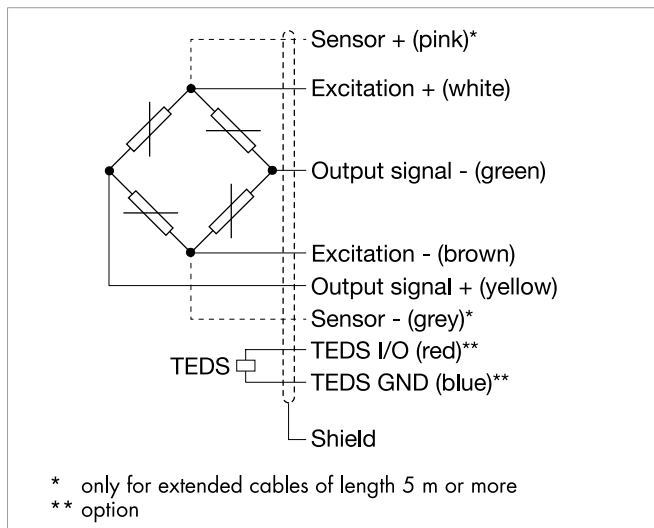 Sensor + (pink)*
Excitation + (white)
Output signal - (green)
Excitation - (brown)
Output signal + (yellow)
Sensor - (grey)*
TEDS I/O (red)**
TEDS
TEDS GND (blue)**
Shield
* only for extended cables of length 5 m or more
** option